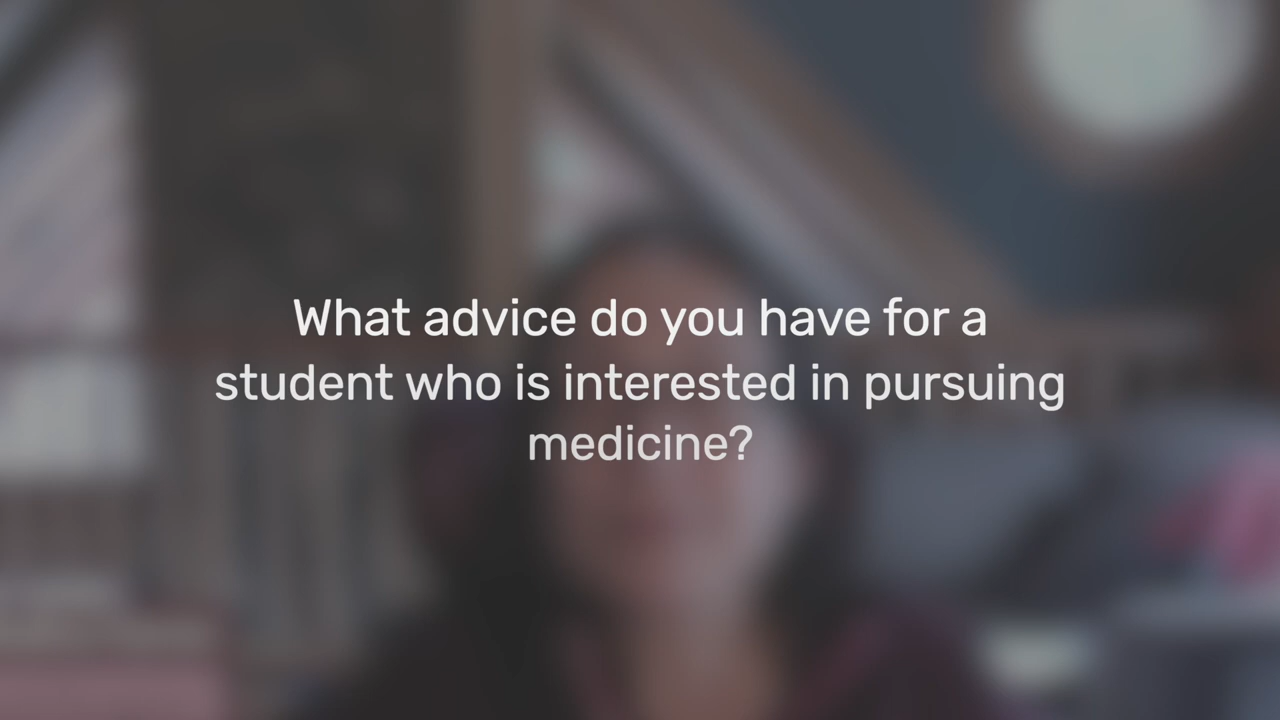 What advice do you have for a
student who is interested in pursuing
medicine?